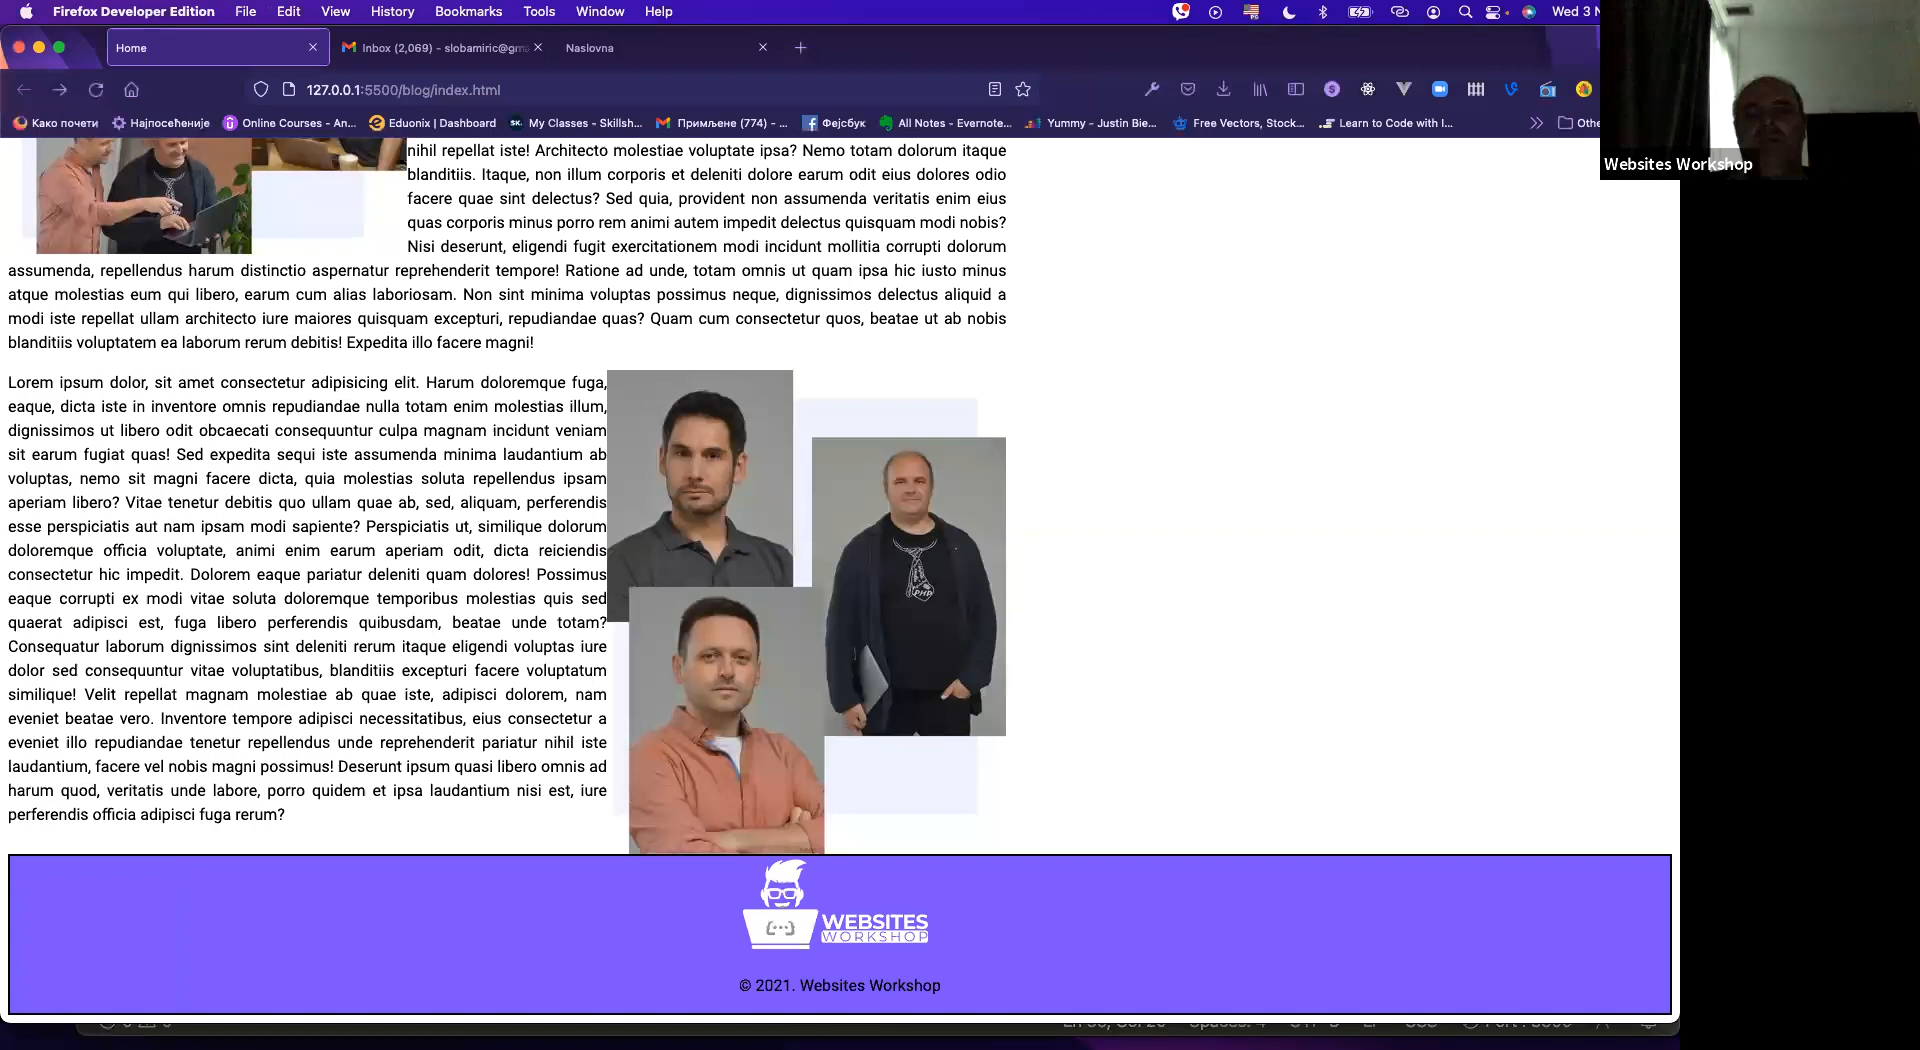 Firefox Developer Edition File Edit View History Bookmarks Tools Window Help
Wed 3 N
Home
Inbox (2,069) - slobamiric@gma
Naslovna
127.0.0.1:5500/blog/index.html
Како почети
Најпосећеније
Online Courses - An...
Eduonix | Dashboard
My Classes - Skillsh...
Примљене (774) - ...
Фејсбук
All Notes - Evernote...
Yummy - Justin Bie...
Free Vectors, Stock...
Learn to Code with I...
Othe
Websites Workshop
nihil repellat iste! Architecto molestiae voluptate ipsa? Nemo totam dolorum itaque
blanditiis. Itaque, non illum corporis et deleniti dolore earum odit eius dolores odio
facere quae sint delectus? Sed quia, provident non assumenda veritatis enim eius
quas corporis minus porro rem animi autem impedit delectus quisquam modi nobis?
Nisi deserunt, eligendi fugit exercitationem modi incidunt mollitia corrupti dolorum
assumenda, repellendus harum distinctio aspernatur reprehenderit tempore! Ratione ad unde, totam omnis ut quam ipsa hic iusto minus
atque molestias eum qui libero, earum cum alias laboriosam. Non sint minima voluptas possimus neque, dignissimos delectus aliquid a
modi iste repellat ullam architecto iure maiores quisquam excepturi, repudiandae quas? Quam cum consectetur quos, beatae ut ab nobis
blanditiis voluptatem ea laborum rerum debitis! Expedita illo facere magni!
Lorem ipsum dolor, sit amet consectetur adipisicing elit. Harum doloremque fuga,
eaque, dicta iste in inventore omnis repudiandae nulla totam enim molestias illum,
dignissimos ut libero odit obcaecati consequuntur culpa magnam incidunt veniam
sit earum fugiat quas! Sed expedita sequi iste assumenda minima laudantium ab
voluptas, nemo sit magni facere dicta, quia molestias soluta repellendus ipsam
aperiam libero? Vitae tenetur debitis quo ullam quae ab, sed, aliquam, perferendis
esse perspiciatis aut nam ipsam modi sapiente? Perspiciatis ut, similique dolorum
doloremque officia voluptate, animi enim earum aperiam odit, dicta reiciendis
consectetur hic impedit. Dolorem eaque pariatur deleniti quam dolores! Possimus
eaque corrupti ex modi vitae soluta doloremque temporibus molestias quis sed
quaerat adipisci est, fuga libero perferendis quibusdam, beatae unde totam?
Consequatur laborum dignissimos sint deleniti rerum itaque eligendi voluptas iure
dolor sed consequuntur vitae voluptatibus, blanditiis excepturi facere voluptatum
similique! Velit repellat magnam molestiae ab quae iste, adipisci dolorem, nam
eveniet beatae vero. Inventore tempore adipisci necessitatibus, eius consectetur a
eveniet illo repudiandae tenetur repellendus unde reprehenderit pariatur nihil iste
laudantium, facere vel nobis magni possimus! Deserunt ipsum quasi libero omnis ad
harum quod, veritatis unde labore, porro quidem et ipsa laudantium nisi est, iure
perferendis officia adipisci fuga rerum?
PHP
WEBSITES
WORKSHOP
© 2021. Websites Workshop